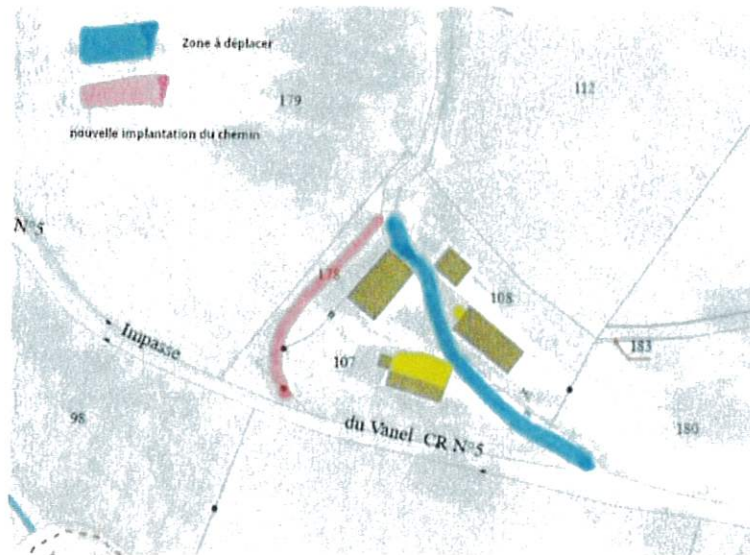 Zone à déplacer
nouvelle implantation du chemin
179
112
N°5
178
108
Impasse
107
183
98
du Vanel CR N°5
180